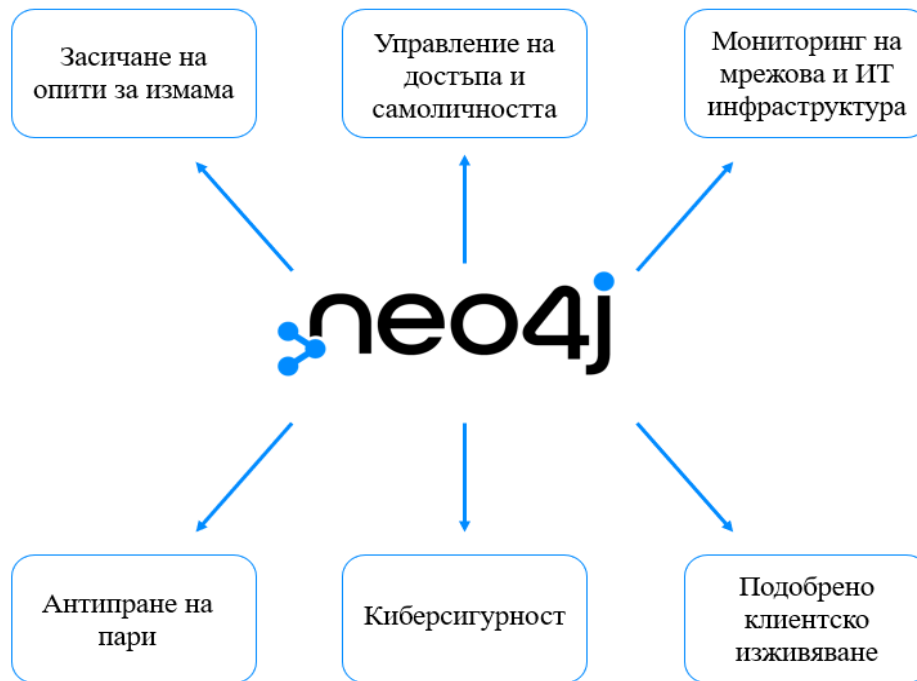 Засичане на
опити за измама
Управление на
достъпа и
самоличността
Мониторинг на
мрежова и ИТ
инфраструктура
neo4j
Антипране на
пари
Киберсигурност
Подобрено
клиентско
изживяване